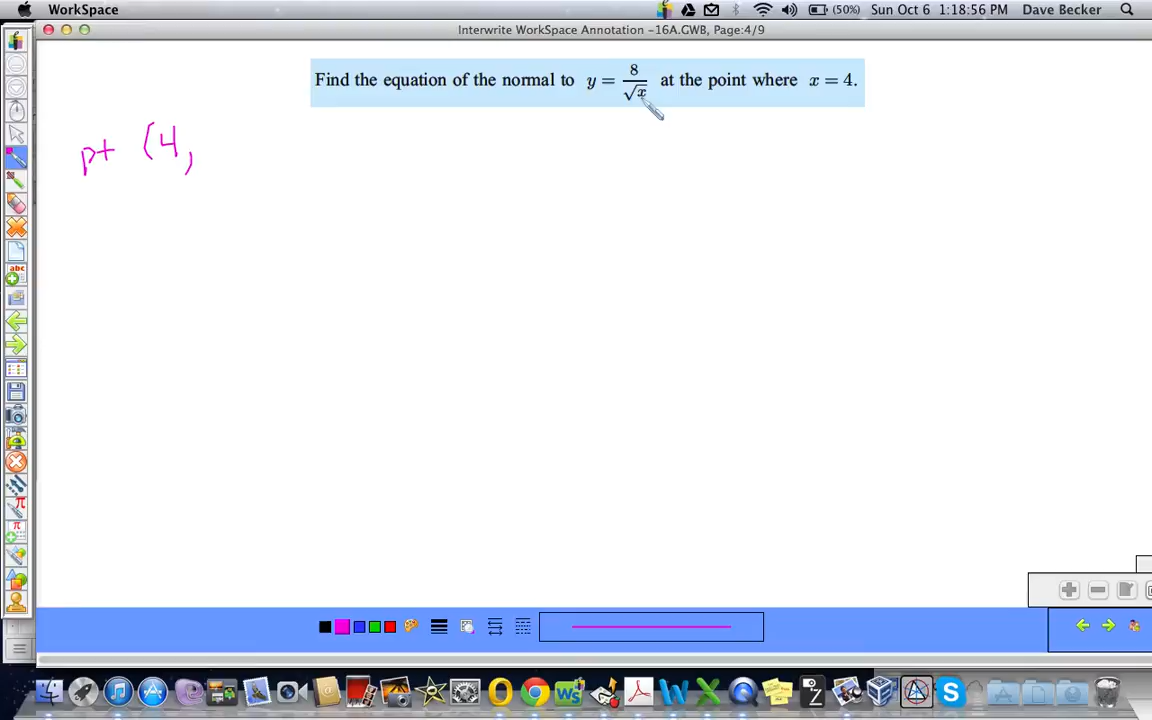 WorkSpace
(50%)
Sun Oct 6 1:18:56 PM
Dave Becker
Interwrite WorkSpace Annotation -16A.GWB, Page:4/9
Find the equation of the normal to y = 8/√x at the point where x = 4.
pt (4,
abc
π
π